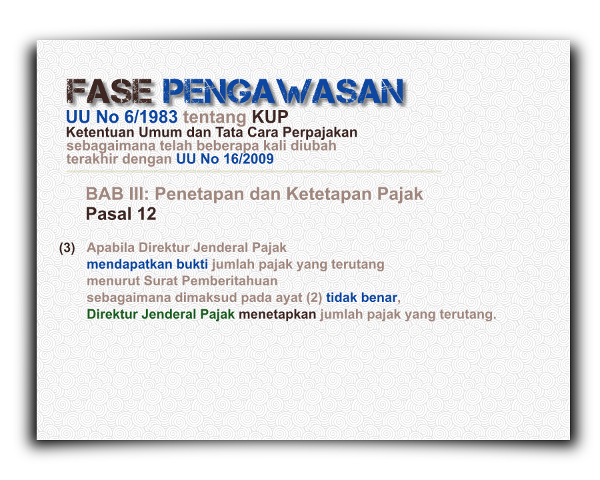 FASE PENGAWASAN
UU No 6/1983 tentang KUP
Ketentuan Umum dan Tata Cara Perpajakan
sebagaimana telah beberapa kali diubah
terakhir dengan UU No 16/2009
BAB III: Penetapan dan Ketetapan Pajak
Pasal 12
(3) Apabila Direktur Jenderal Pajak
mendapatkan bukti jumlah pajak yang terutang
menurut Surat Pemberitahuan
sebagaimana dimaksud pada ayat (2) tidak benar,
Direktur Jenderal Pajak menetapkan jumlah pajak yang terutang.